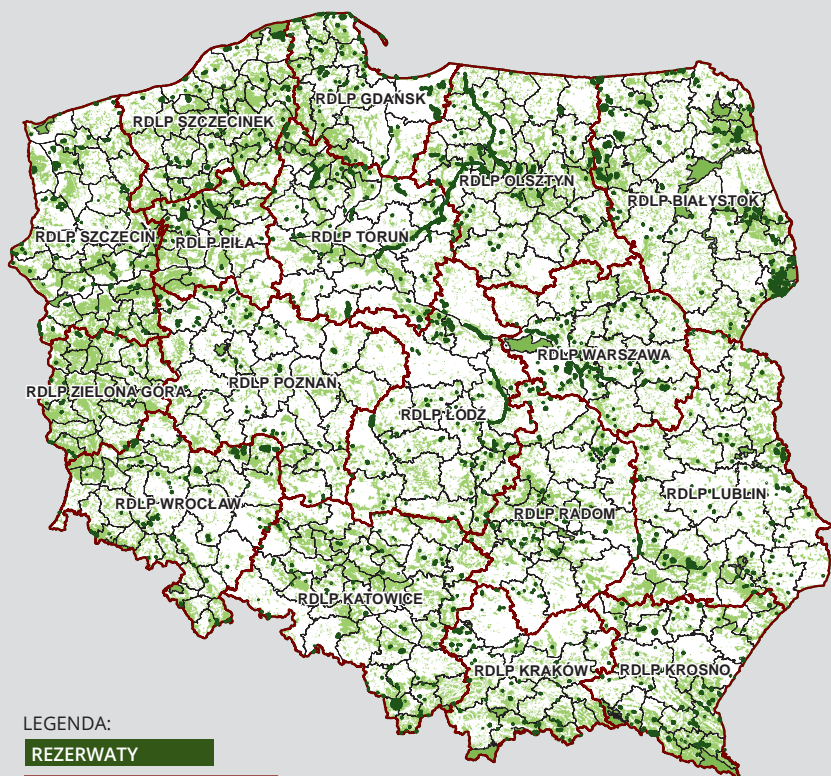 RDLP GDAŃSK
RDLP SZCZECINEK
RDLP OLSZTYN
RDLP BIAŁYSTOK
RDLP SZCZECIN
RDLP PIŁA
RDLP TORUŃ
RDLP WARSZAWA
RDLP ZIELONA GÓRA
RDLP POZNAŃ
RDLP ŁÓDŹ
RDLP WROCŁAW
RDLP RADOM
RDLP LUBLIN
RDLP KATOWICE
RDLP KRAKÓW
RDLP KROSNO
LEGENDA:
REZERWATY